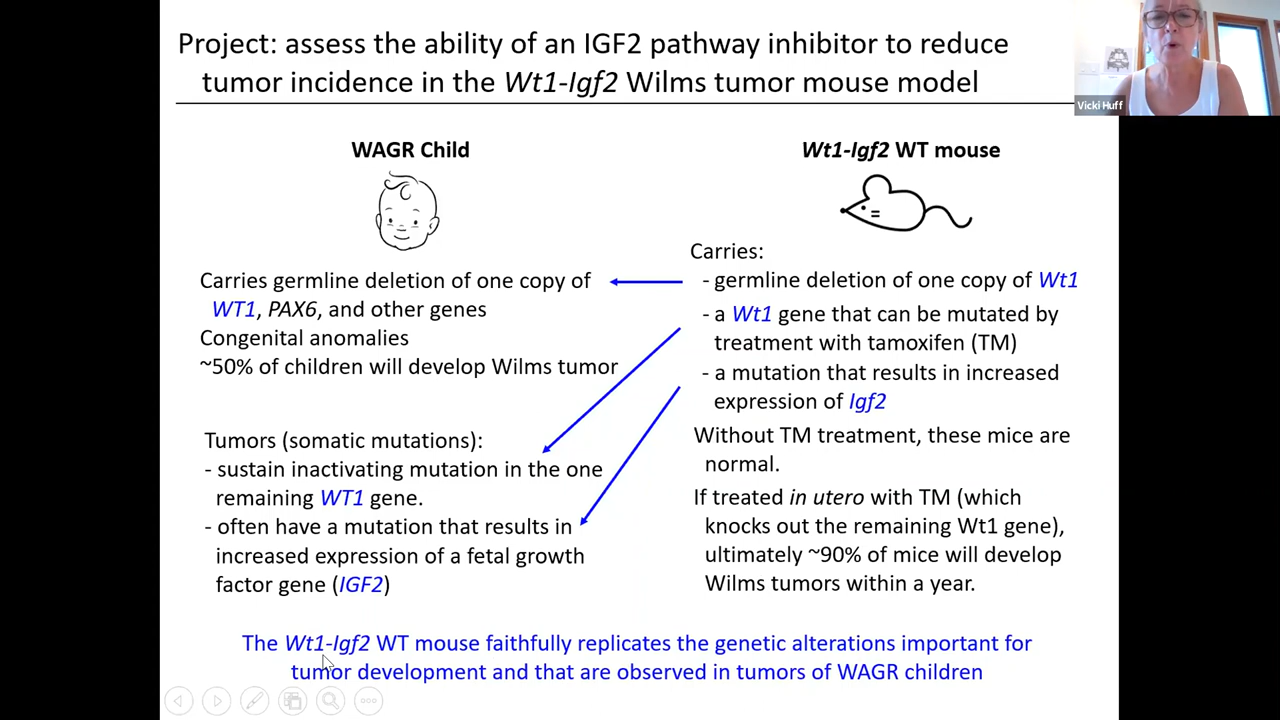 Project: assess the ability of an IGF2 pathway inhibitor to reduce
tumor incidence in the Wt1-Igf2 Wilms tumor mouse model
Vicki Huff
WAGR Child
Carries germline deletion of one copy of
WT1, PAX6, and other genes
Congenital anomalies
~50% of children will develop Wilms tumor
Tumors (somatic mutations):
- sustain inactivating mutation in the one
remaining WT1 gene.
- often have a mutation that results in
increased expression of a fetal growth
factor gene (IGF2)
Wt1-Igf2 WT mouse
Carries:
- germline deletion of one copy of Wt1
- a Wt1 gene that can be mutated by
treatment with tamoxifen (TM)
- a mutation that results in increased
expression of Igf2
Without TM treatment, these mice are
normal.
If treated in utero with TM (which
knocks out the remaining Wt1 gene),
ultimately ~90% of mice will develop
Wilms tumors within a year.
The Wt1-Igf2 WT mouse faithfully replicates the genetic alterations important for
tumor development and that are observed in tumors of WAGR children